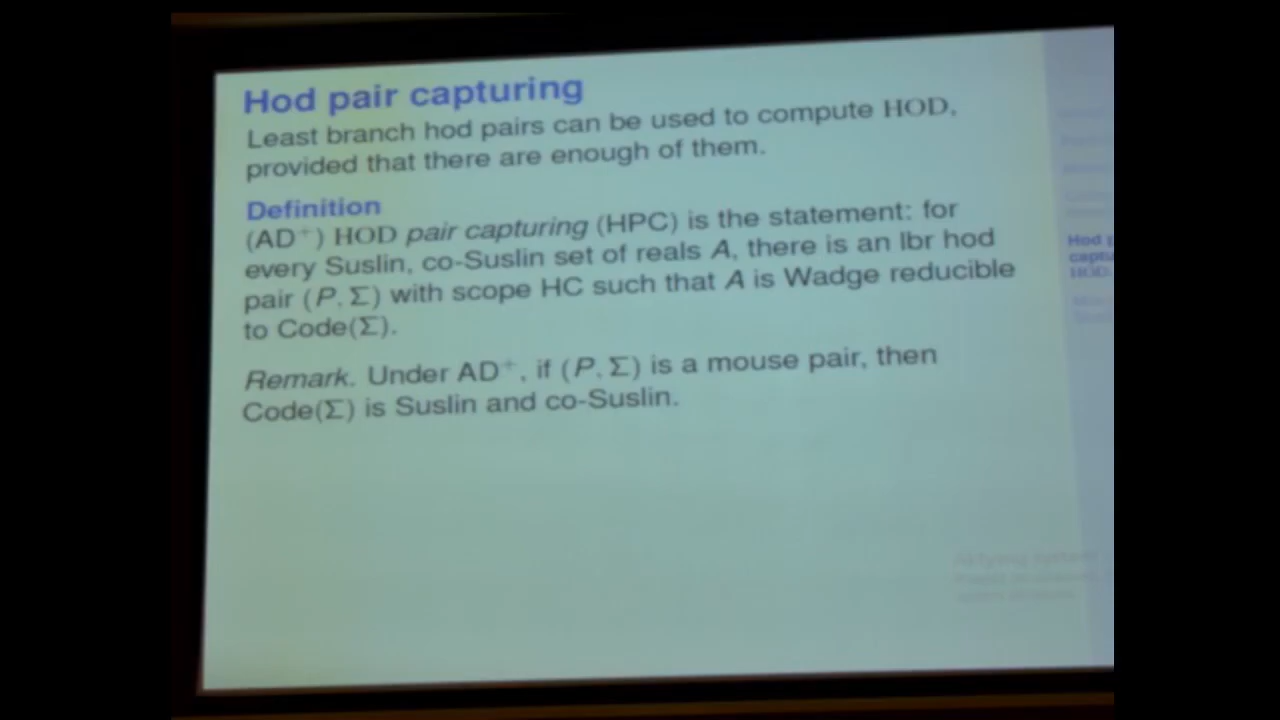 Hod pair capturing
Least branch hod pairs can be used to compute HOD,
provided that there are enough of them.
Definition
(AD⁺) HOD pair capturing (HPC) is the statement: for
every Suslin, co-Suslin set of reals A, there is an lbr hod
pair (P, Σ) with scope HC such that A is Wadge reducible
to Code(Σ).
Remark. Under AD⁺, if (P, Σ) is a mouse pair, then
Code(Σ) is Suslin and co-Suslin.
Hod
HOD